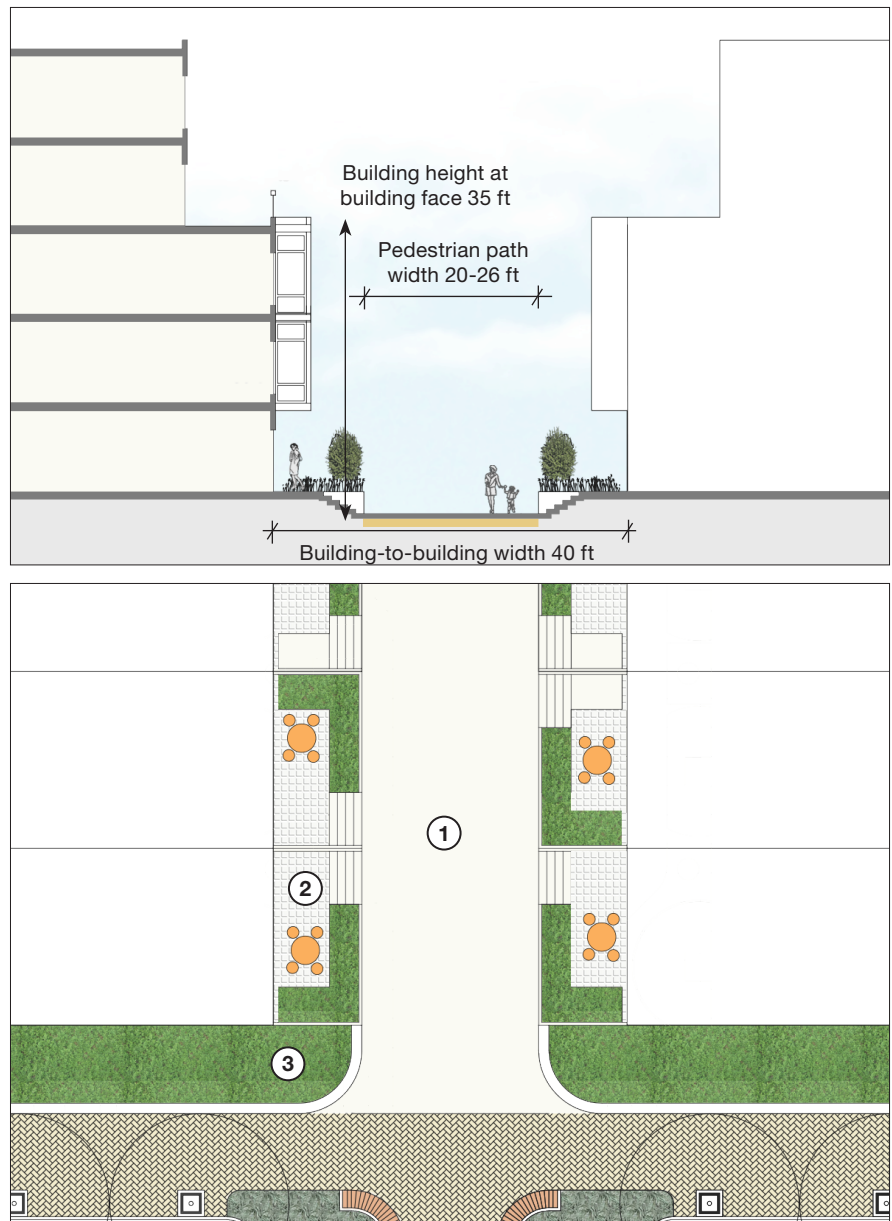 Building height at
building face 35 ft
Pedestrian path
width 20-26 ft
Building-to-building width 40 ft
1
2
3